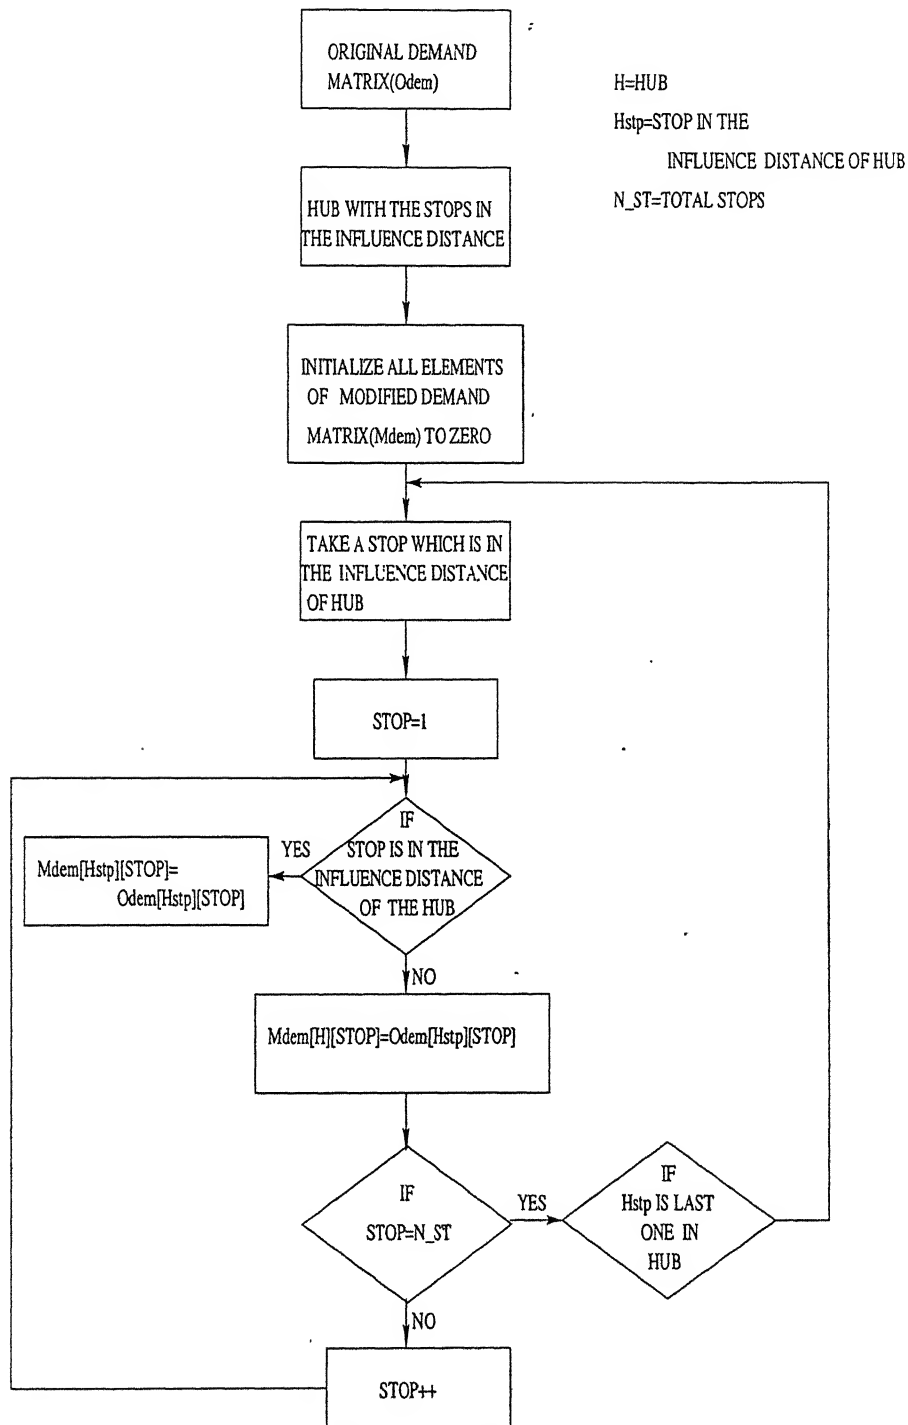 ORIGINAL DEMAND
MATRIX(Odem)
H=HUB
Hstp=STOP IN THE
INFLUENCE DISTANCE OF HUB
N_ST=TOTAL STOPS
HUB WITH THE STOPS IN
THE INFLUENCE DISTANCE
INITIALIZE ALL ELEMENTS
OF MODIFIED DEMAND
MATRIX(Mdem) TO ZERO
TAKE A STOP WHICH IS IN
THE INFLUENCE DISTANCE
OF HUB
STOP=1
IF
STOP IS IN THE
INFLUENCE DISTANCE
OF THE HUB
YES
Mdem[Hstp][STOP]=
Odem[Hstp][STOP]
NO
Mdem[H][STOP]=Odem[Hstp][STOP]
IF
STOP=N_ST
YES
IF
Hstp IS LAST
ONE IN
HUB
NO
STOP++